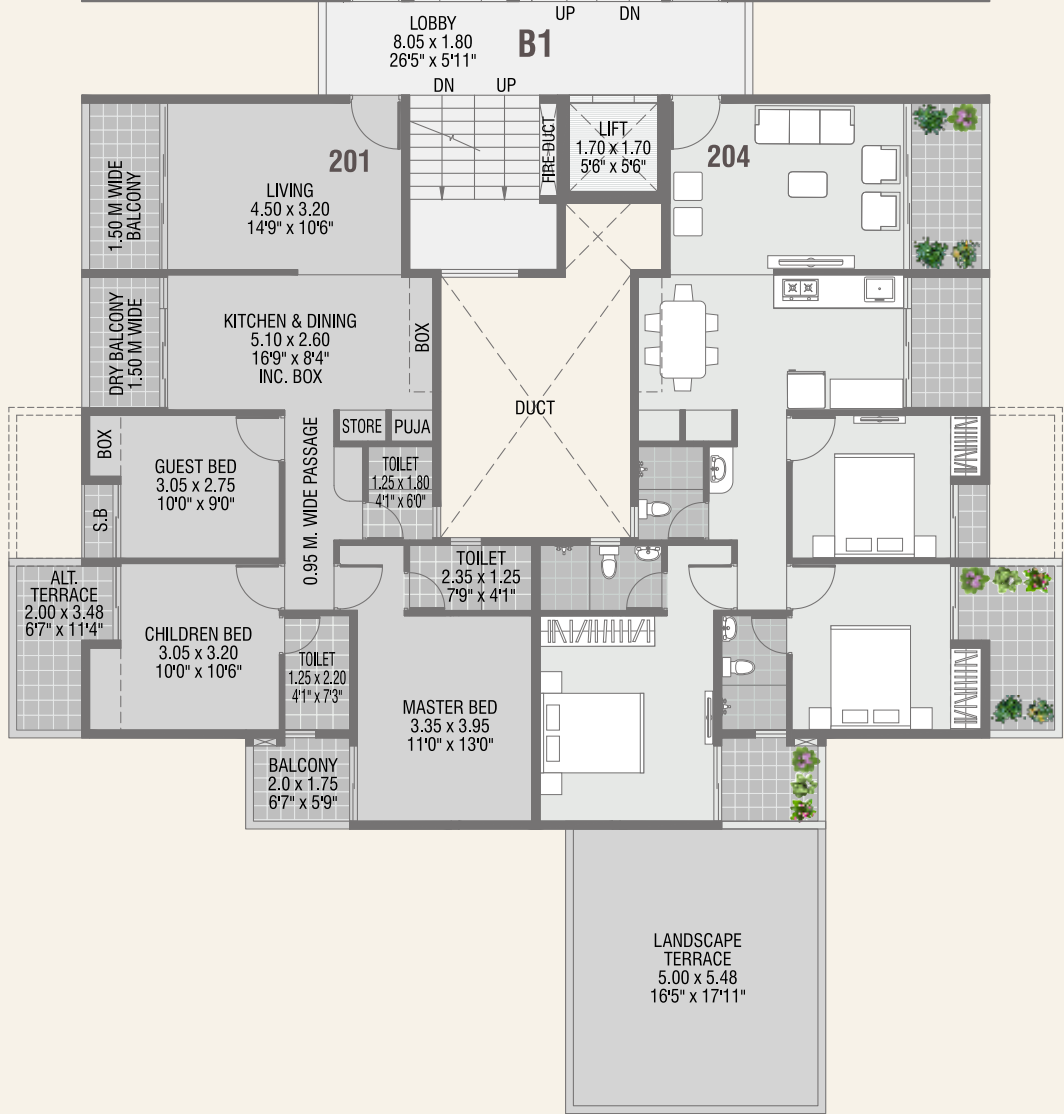 UP DN
LOBBY
8.05 x 1.80
26'5" x 5'11"
B1
DN UP
FIRE-DUCT
LIFT
1.70 x 1.70
5'6" x 5'6"
201
204
1.50 M WIDE
BALCONY
LIVING
4.50 x 3.20
14'9" x 10'6"
DRY BALCONY
1.50 M WIDE
KITCHEN & DINING
5.10 x 2.60
16'9" x 8'4"
INC. BOX
BOX
DUCT
STORE
PUJA
BOX
GUEST BED
3.05 x 2.75
10'0" x 9'0"
S.B
0.95 M. WIDE PASSAGE
TOILET
1.25 x 1.80
4'1" x 6'0"
TOILET
2.35 x 1.25
7'9" x 4'1"
ALT.
TERRACE
2.00 x 3.48
6'7" x 11'4"
CHILDREN BED
3.05 x 3.20
10'0" x 10'6"
TOILET
1.25 x 2.20
4'1" x 7'3"
MASTER BED
3.35 x 3.95
11'0" x 13'0"
BALCONY
2.0 x 1.75
6'7" x 5'9"
LANDSCAPE
TERRACE
5.00 x 5.48
16'5" x 17'11"